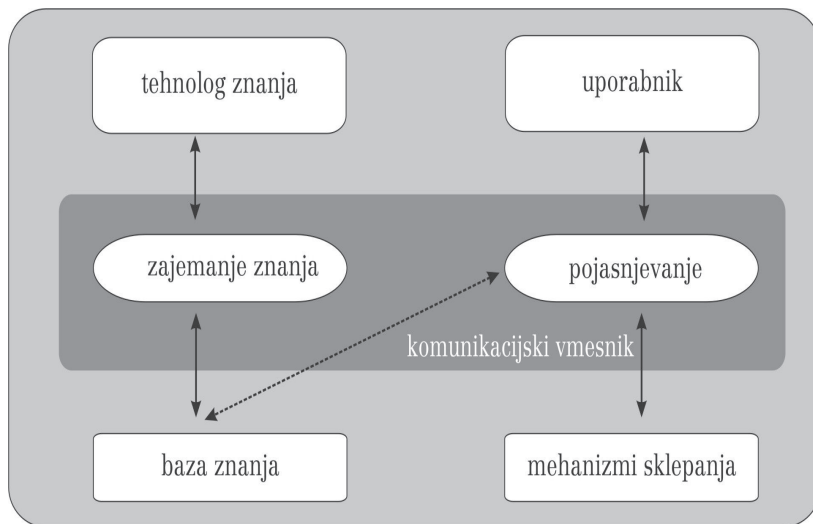 tehnolog znanja
uporabnik
zajemanje znanja
pojasnjevanje
komunikacijski vmesnik
baza znanja
mehanizmi sklepanja